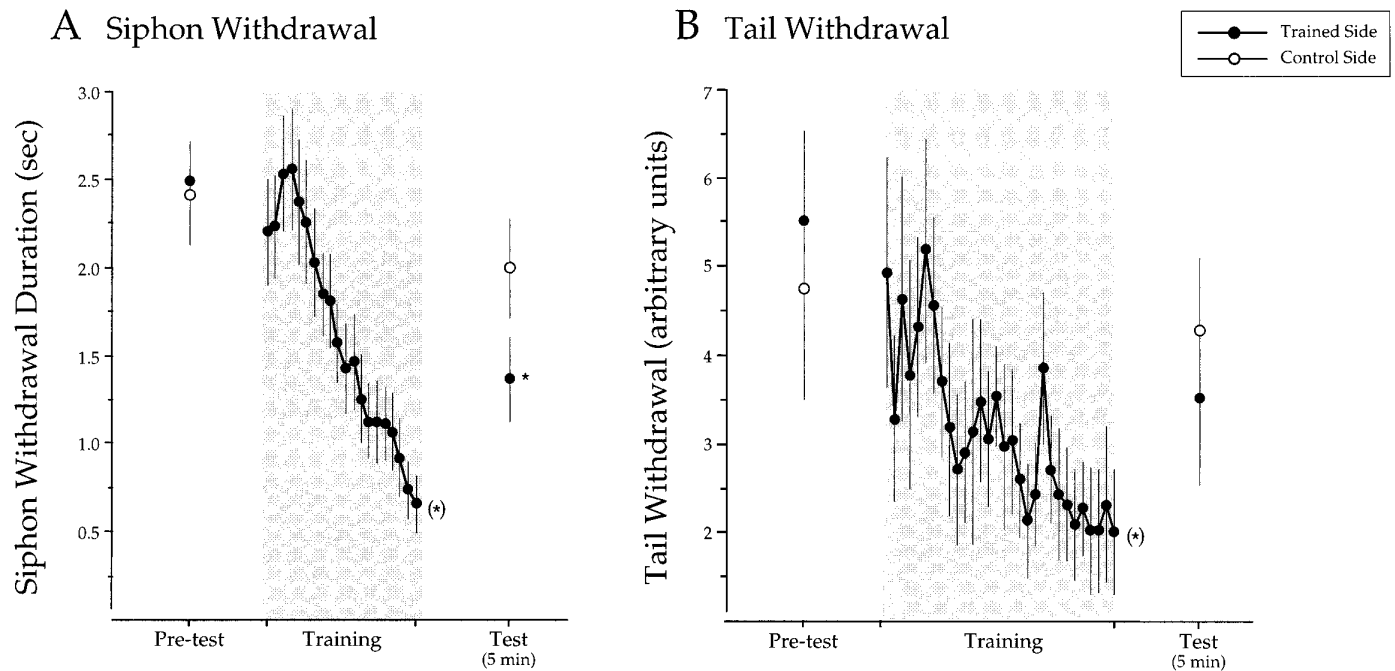 A Siphon Withdrawal
B Tail Withdrawal
Trained Side
Control Side
Siphon Withdrawal Duration (sec)
3.0
2.5
2.0
1.5
1.0
0.5
*
(*)
Pre-test
Training
Test
(5 min)
Tail Withdrawal (arbitrary units)
7
6
5
4
3
2
(*)
Pre-test
Training
Test
(5 min)